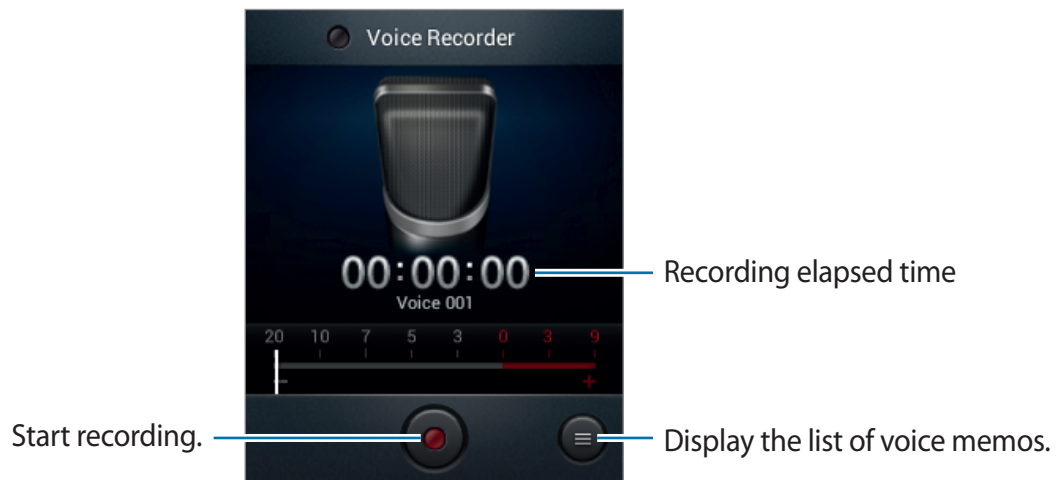 Voice Recorder
00:00:00
Recording elapsed time
Voice 001
20 10 7 5 3 0 3 9
- +
Start recording.
Display the list of voice memos.